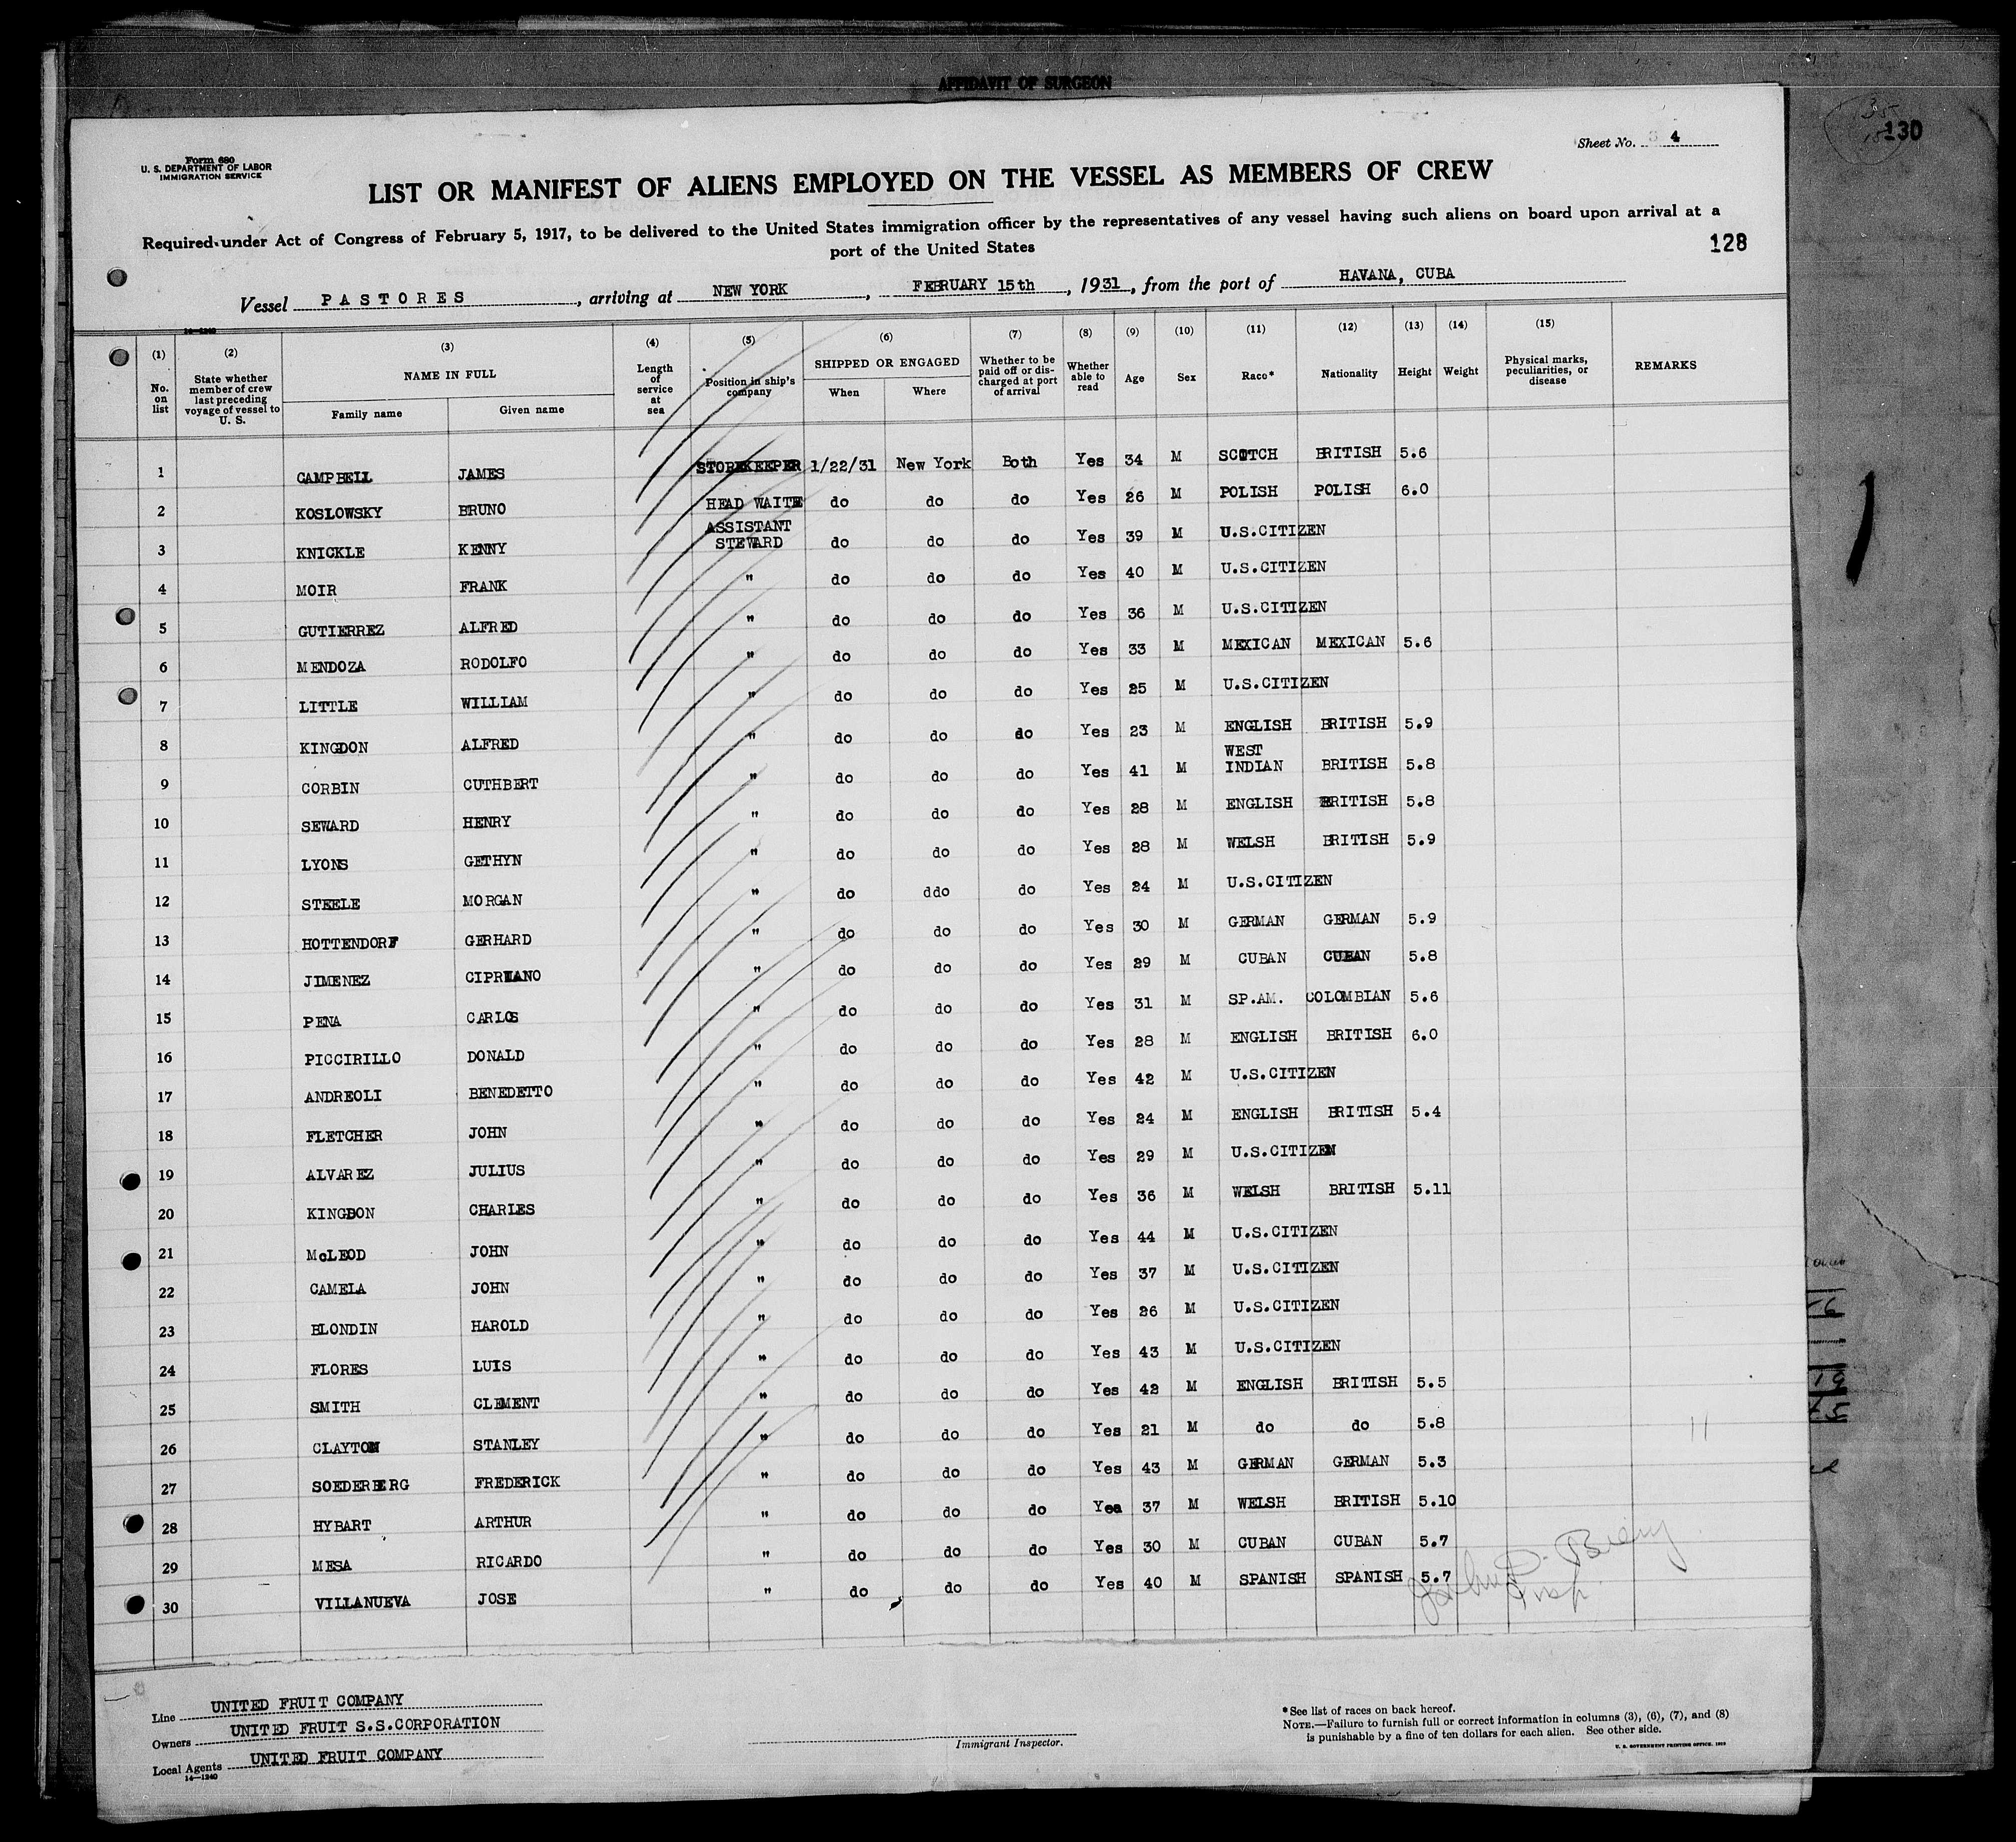 AFFIDAVIT OF SURGEON
130
Form 680
U. S. DEPARTMENT OF LABOR
IMMIGRATION SERVICE
Sheet No. 4
LIST OR MANIFEST OF ALIENS EMPLOYED ON THE VESSEL AS MEMBERS OF CREW
Required under Act of Congress of February 5, 1917, to be delivered to the United States immigration officer by the representatives of any vessel having such aliens on board upon arrival at a
port of the United States
128
Vessel PASTORES, arriving at NEW YORK, FEBRUARY 15th, 1931, from the port of HAVANA, CUBA
14—1240
(1) No. on list (2) State whether member of crew last preceding voyage of vessel to U. S. (3) NAME IN FULL Family name Given name (4) Length of service at sea (5) Position in ship's company (6) SHIPPED OR ENGAGED When Where (7) Whether to be paid off or discharged at port of arrival (8) Whether able to read (9) Age (10) Sex (11) Race* (12) Nationality (13) Height (14) Weight (15) Physical marks, peculiarities, or disease REMARKS
1 CAMPBELL JAMES STOREKEEPER 1/22/31 New York Both Yes 34 M SCOTCH BRITISH 5.6
2 KOSLOWSKY BRUNO HEAD WAITE do do do Yes 26 M POLISH POLISH 6.0
3 KNICKLE KENNY ASSISTANT STEWARD do do do Yes 39 M U.S.CITIZEN
4 MOIR FRANK " do do do Yes 40 M U.S.CITIZEN
5 GUTIERREZ ALFRED " do do do Yes 36 M U.S.CITIZEN
6 MENDOZA RODOLFO " do do do Yes 33 M MEXICAN MEXICAN 5.6
7 LITTLE WILLIAM " do do do Yes 25 M U.S.CITIZEN
8 KINGDON ALFRED " do do do Yes 23 M ENGLISH BRITISH 5.9
9 CORBIN CUTHBERT " do do do Yes 41 M WEST INDIAN BRITISH 5.8
10 SEWARD HENRY " do do do Yes 28 M ENGLISH BRITISH 5.8
11 LYONS GETHYN " do do do Yes 28 M WELSH BRITISH 5.9
12 STEELE MORGAN " do ddo do Yes 24 M U.S.CITIZEN
13 HOTTENDORF GERHARD " do do do Yes 30 M GERMAN GERMAN 5.9
14 JIMENEZ CIPRIANO " do do do Yes 29 M CUBAN CUBAN 5.8
15 PENA CARLOS " do do do Yes 31 M SP.AM. COLOMBIAN 5.6
16 PICCIRILLO DONALD " do do do Yes 28 M ENGLISH BRITISH 6.0
17 ANDREOLI BENEDETTO " do do do Yes 42 M U.S.CITIZEN
18 FLETCHER JOHN " do do do Yes 24 M ENGLISH BRITISH 5.4
19 ALVAREZ JULIUS " do do do Yes 29 M U.S.CITIZEN
20 KINGDON CHARLES " do do do Yes 36 M WELSH BRITISH 5.11
21 McLEOD JOHN " do do do Yes 44 M U.S.CITIZEN
22 CAMELA JOHN " do do do Yes 37 M U.S.CITIZEN
23 BLONDIN HAROLD " do do do Yes 26 M U.S.CITIZEN
24 FLORES LUIS " do do do Yes 43 M U.S.CITIZEN
25 SMITH CLEMENT " do do do Yes 42 M ENGLISH BRITISH 5.5
26 CLAYTON STANLEY " do do do Yes 21 M do do 5.8
27 SOEDERBERG FREDERICK " do do do Yes 43 M GERMAN GERMAN 5.3
28 HYBART ARTHUR " do do do Yea 37 M WELSH BRITISH 5.10
29 MESA RICARDO " do do do Yes 30 M CUBAN CUBAN 5.7
30 VILLANUEVA JOSE " do do do Yes 40 M SPANISH SPANISH 5.7
Line UNITED FRUIT COMPANY
Owners UNITED FRUIT S.S.CORPORATION
Local Agents UNITED FRUIT COMPANY
14—1240
Immigrant Inspector.
*See list of races on back hereof.
NOTE.—Failure to furnish full or correct information in columns (3), (6), (7), and (8)
is punishable by a fine of ten dollars for each alien. See other side.
U. S. GOVERNMENT PRINTING OFFICE